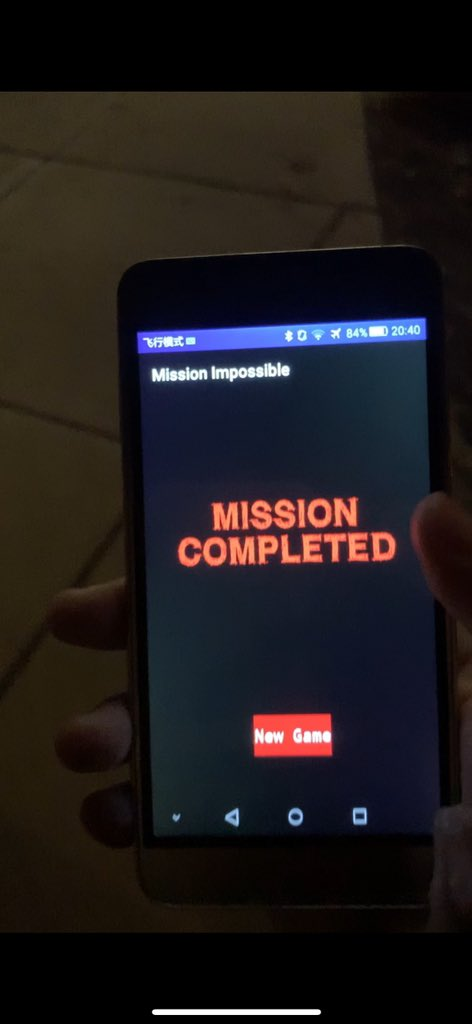 飞行模式 84% 20:40
Mission Impossible
MISSION
COMPLETED
New Game